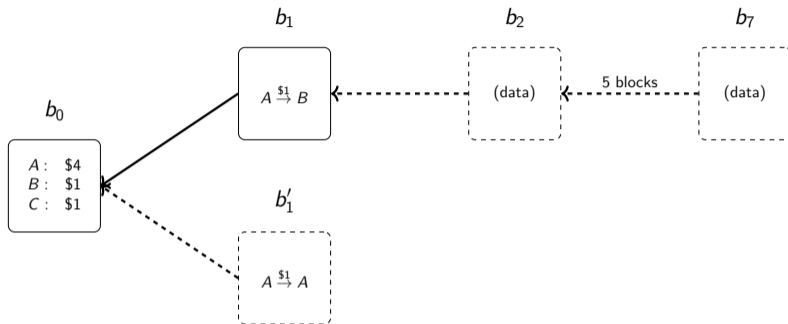 b₁
b₂
b₇
A $1→ B
(data)
5 blocks
(data)
b₀
A : $4
B : $1
C : $1
b′₁
A $1→ A